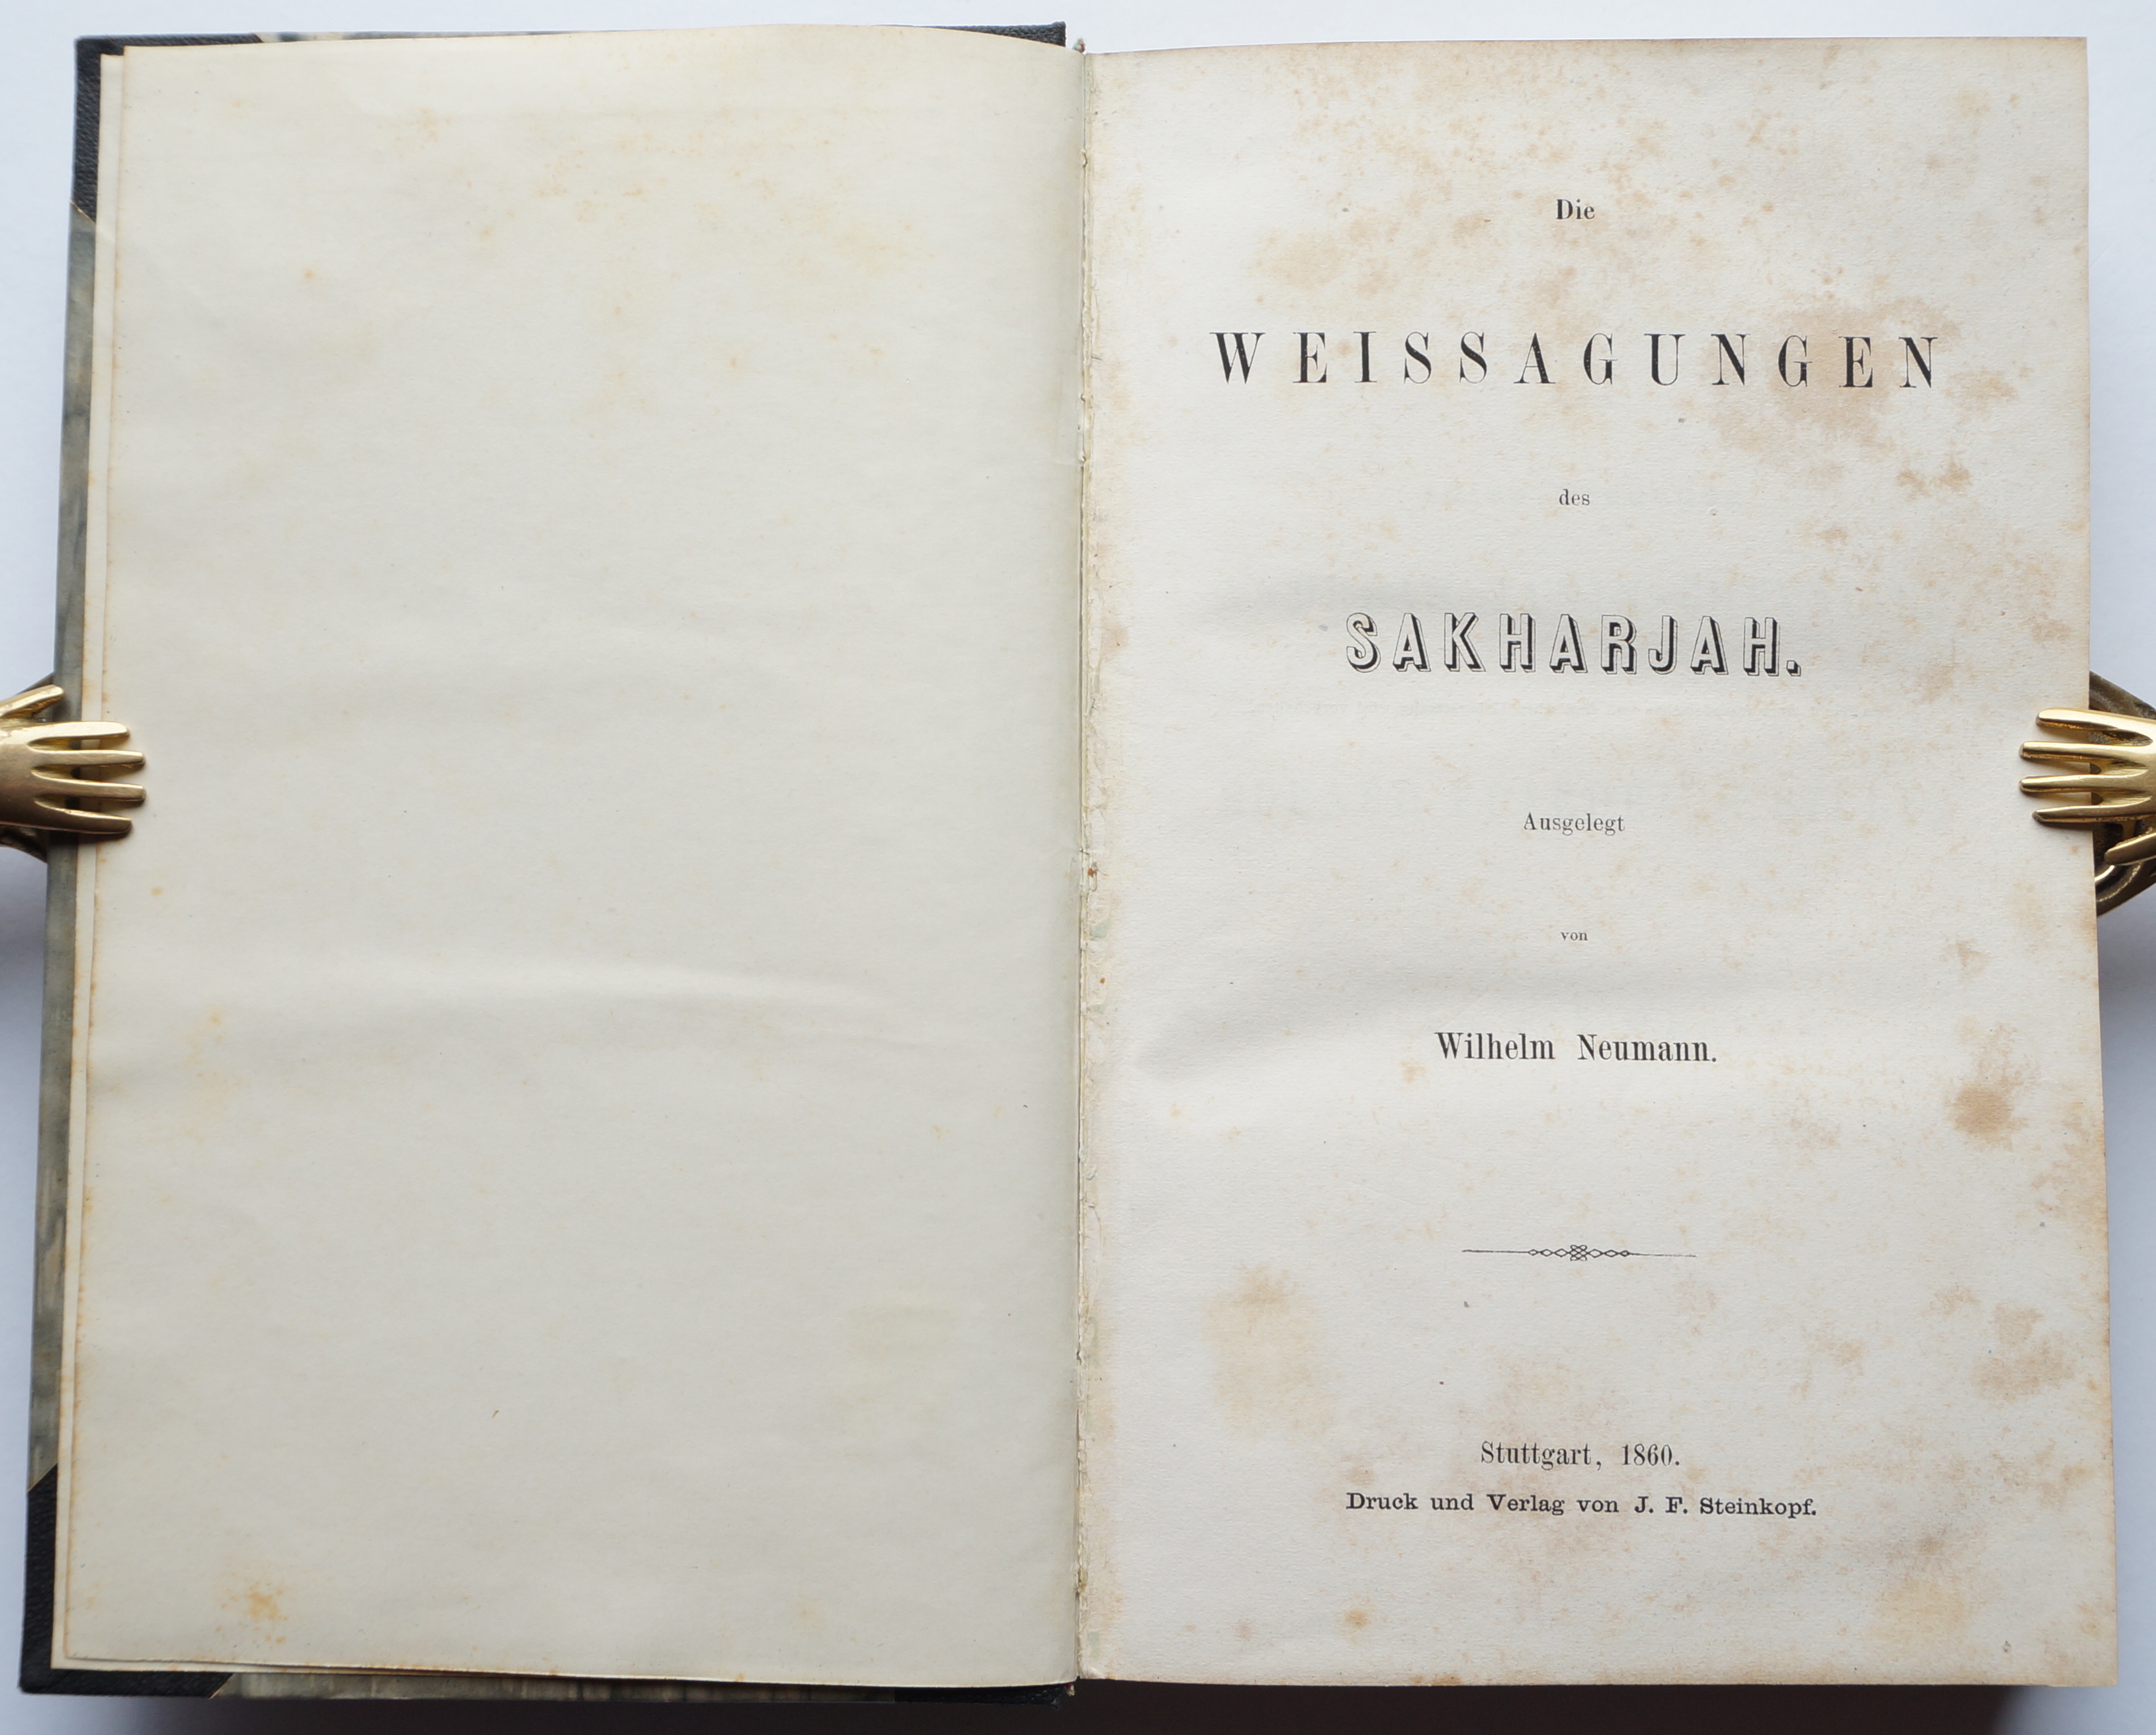 Die
WEISSAGUNGEN
des
SAKHARJAH.
Ausgelegt
von
Wilhelm Neumann.
Stuttgart, 1860.
Druck und Verlag von J. F. Steinkopf.